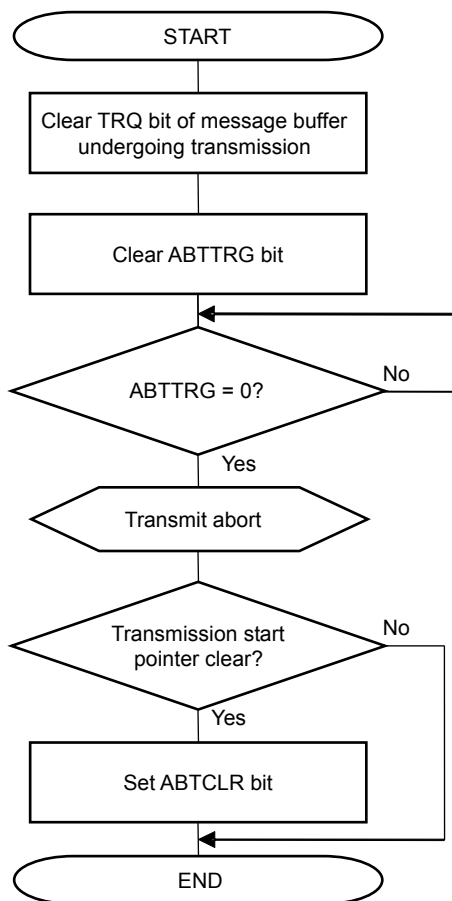 START
Clear TRQ bit of message buffer
undergoing transmission
Clear ABTTRG bit
ABTTRG = 0?
No
Yes
Transmit abort
Transmission start
pointer clear?
No
Yes
Set ABTCLR bit
END